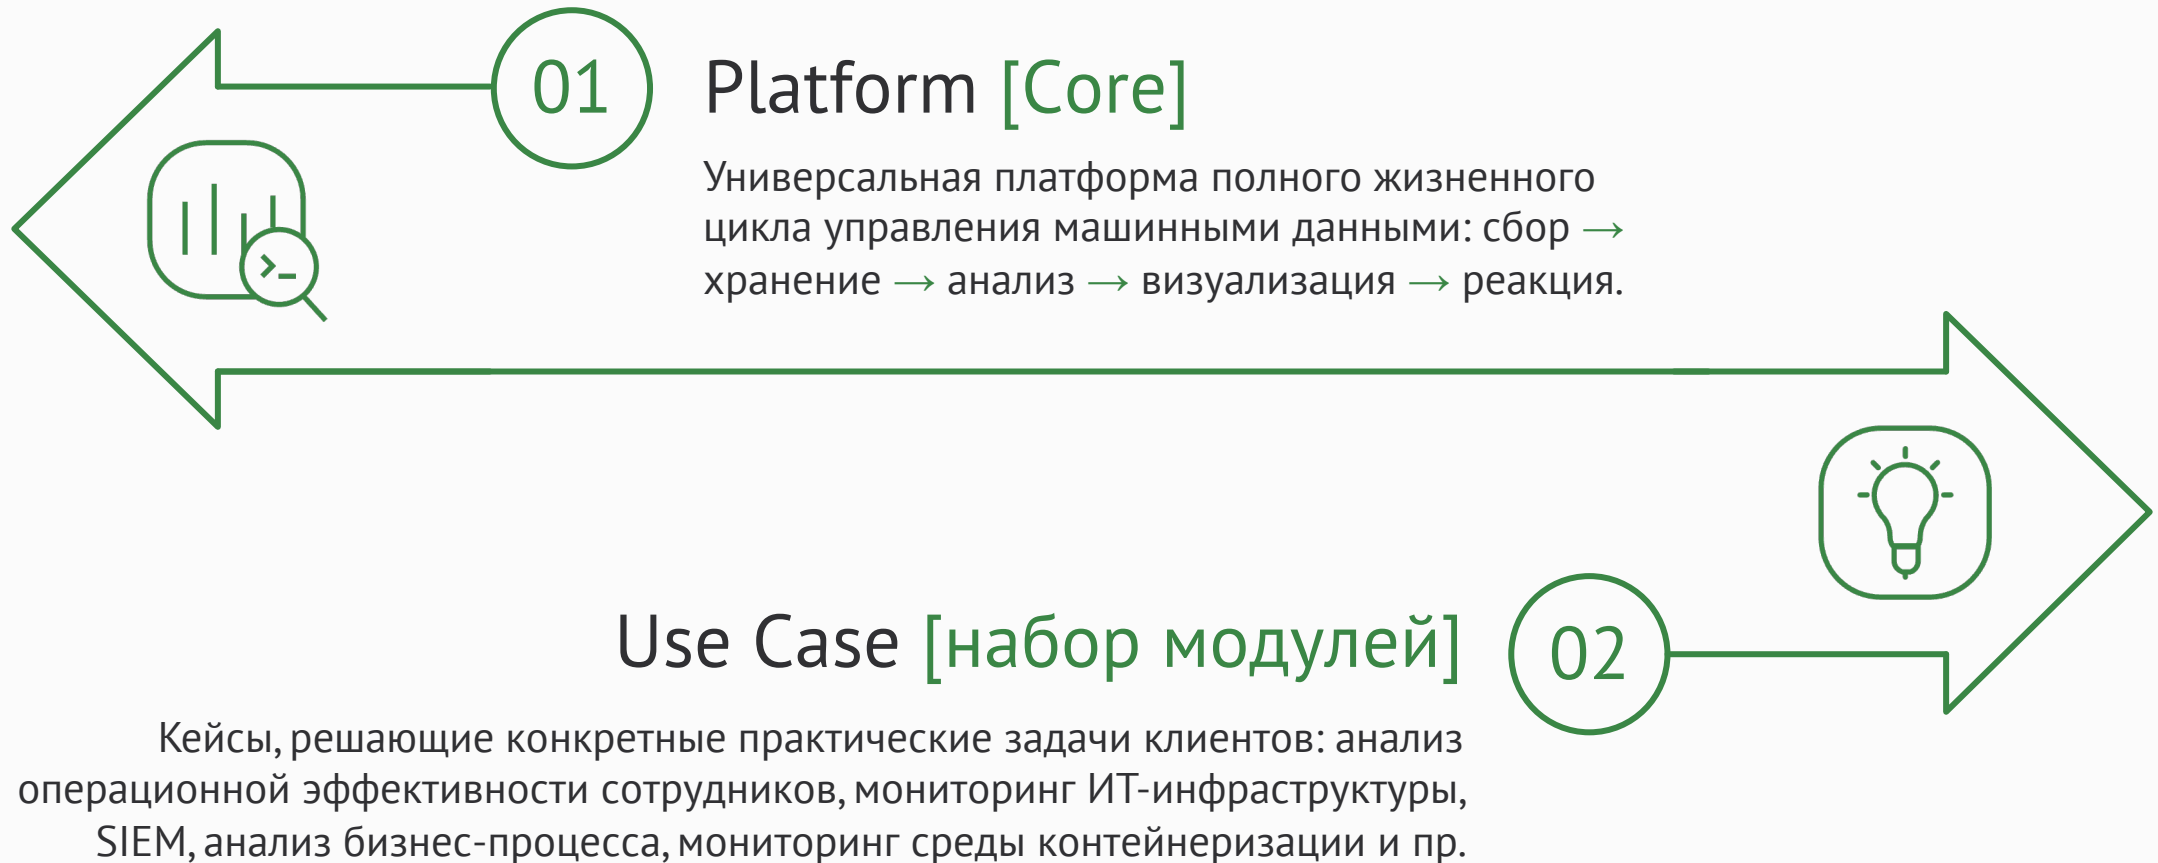 01
Platform [Core]
Универсальная платформа полного жизненного
цикла управления машинными данными: сбор →
хранение → анализ → визуализация → реакция.
Use Case [набор модулей]
02
Кейсы, решающие конкретные практические задачи клиентов: анализ
операционной эффективности сотрудников, мониторинг ИТ-инфраструктуры,
SIEM, анализ бизнес-процесса, мониторинг среды контейнеризации и пр.